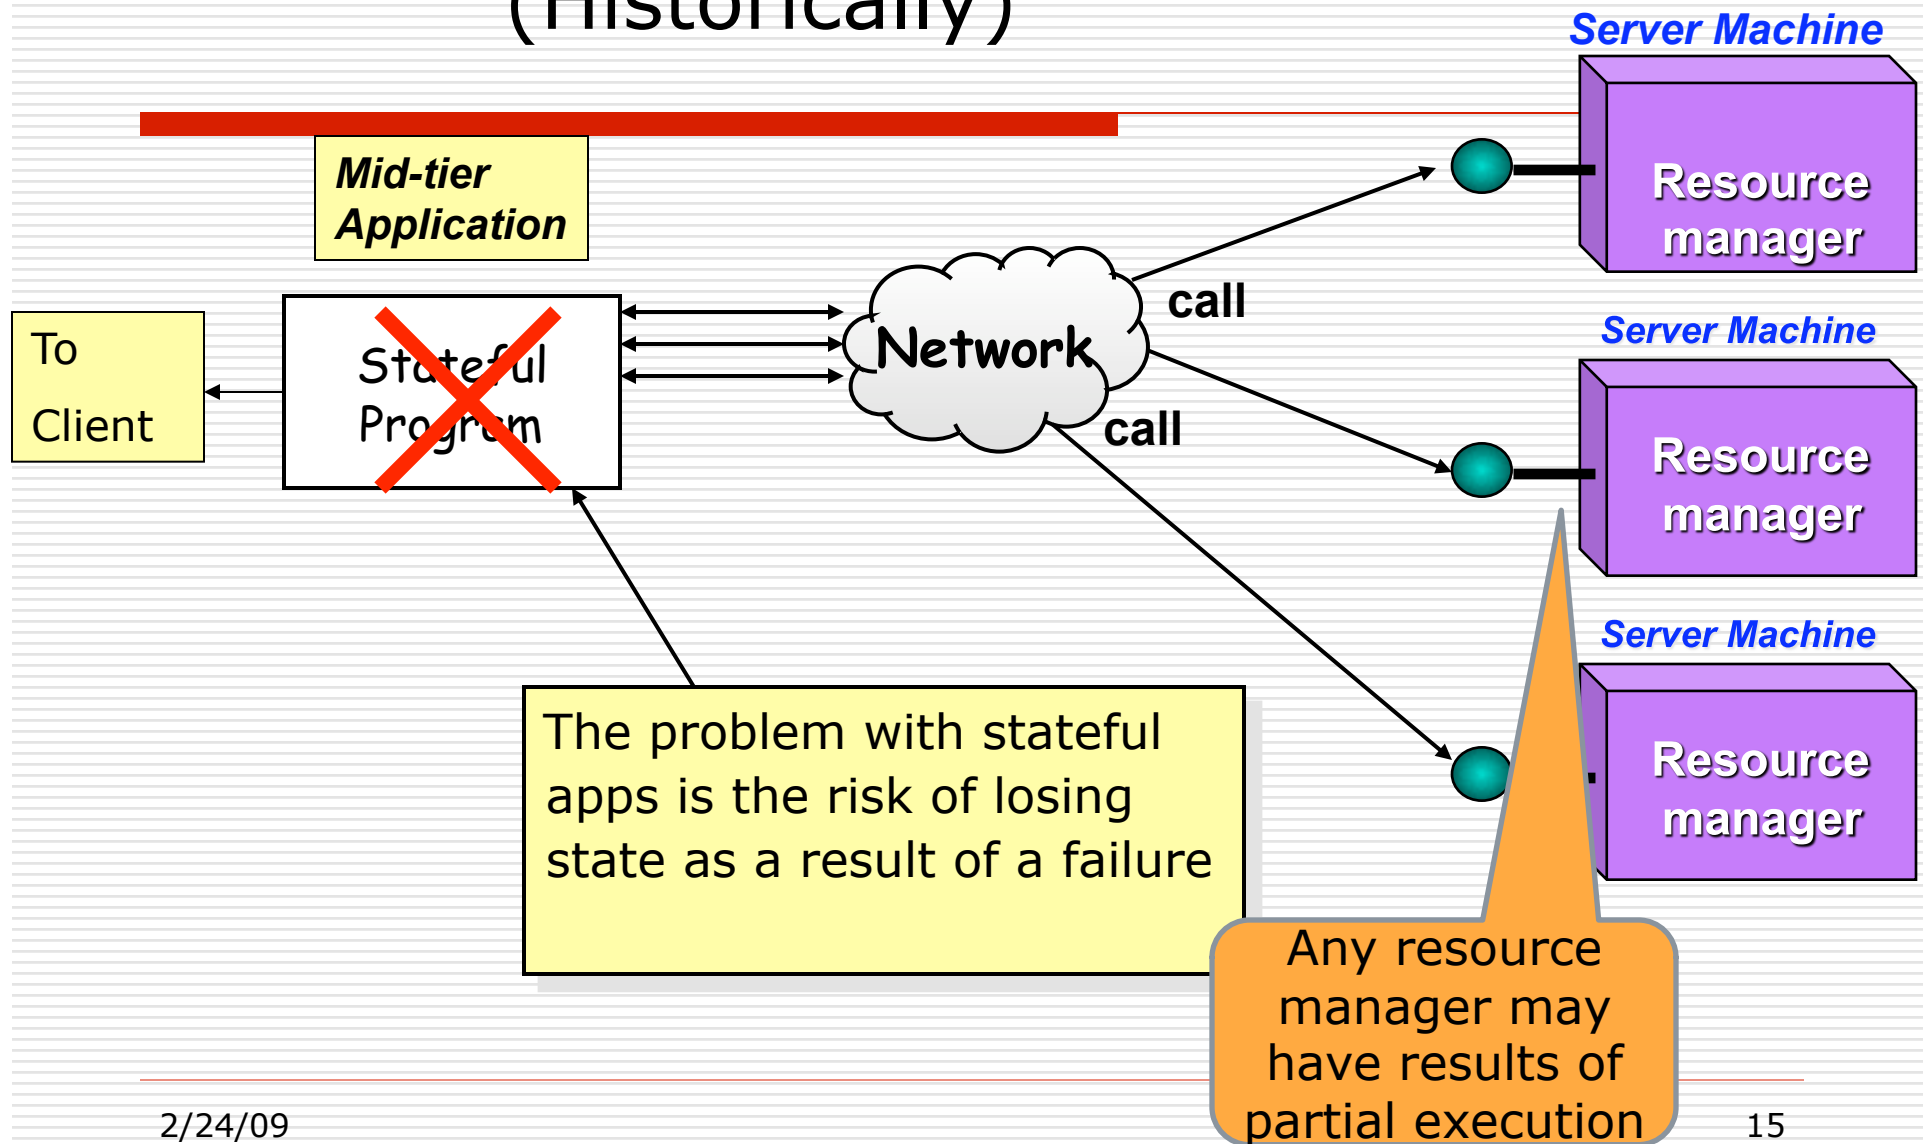 (Historically)
Server Machine
Mid-tier
Application
Resource
manager
call
To
Client
Stateful
Program
Network
Server Machine
call
Resource
manager
Server Machine
The problem with stateful
apps is the risk of losing
state as a result of a failure
Resource
manager
Any resource
manager may
have results of
partial execution
2/24/09
15